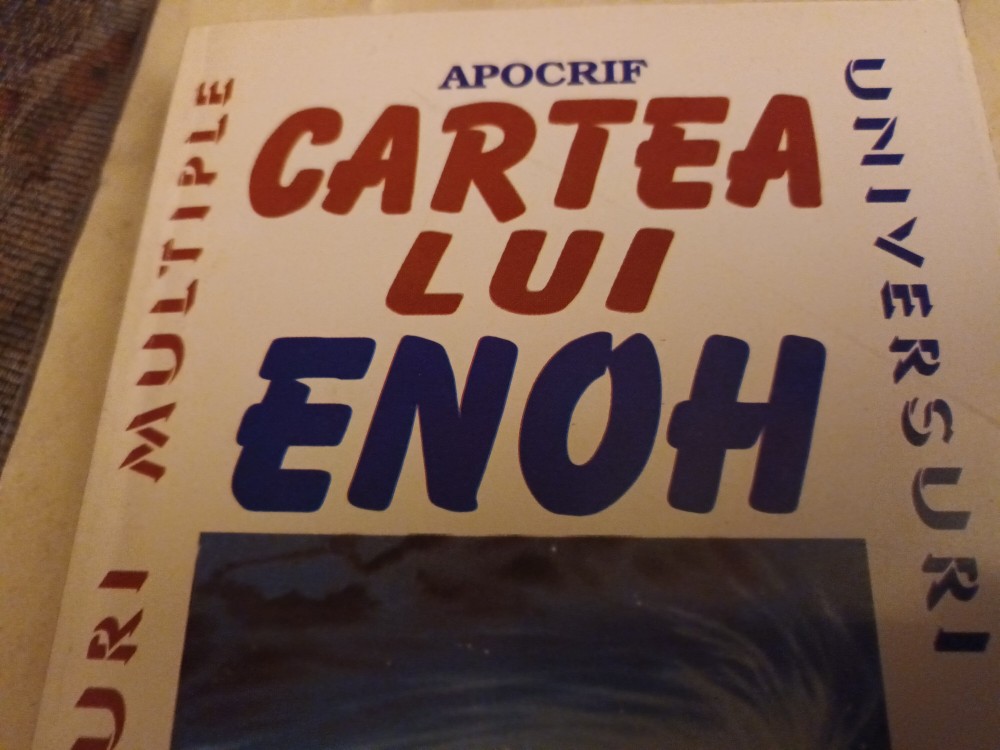 APOCRIF
CARTEA
LUI
ENOH
UNIVERSURI
MULTIPLE